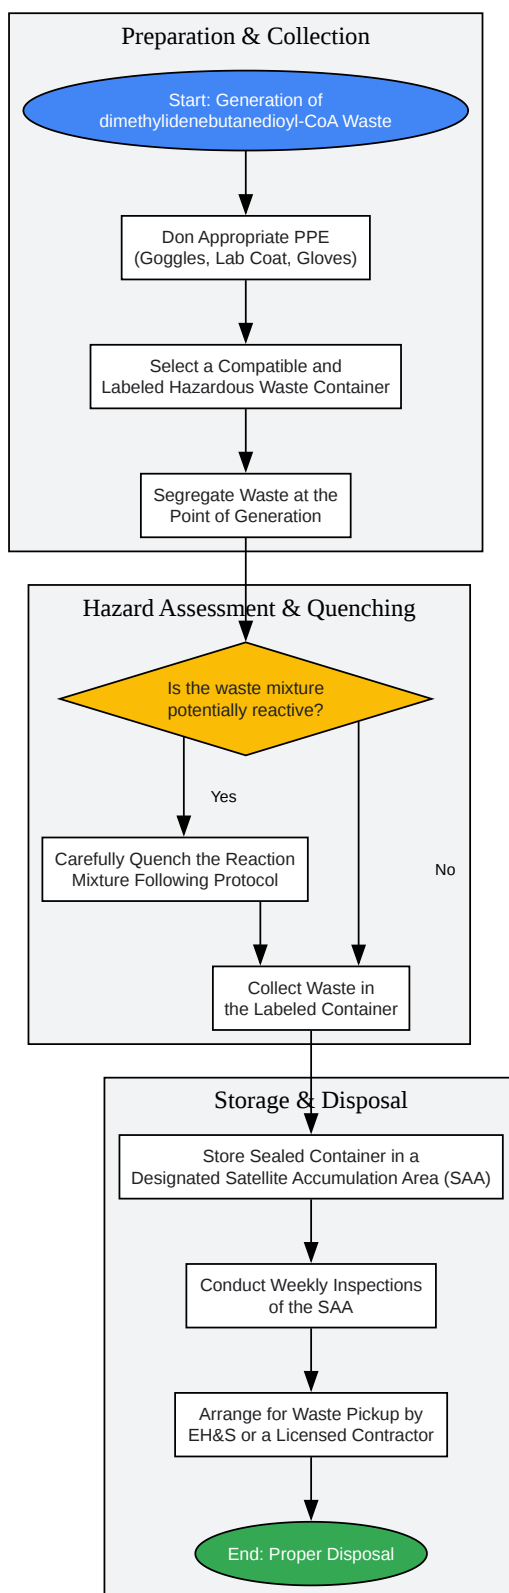 Preparation & Collection
Start: Generation of
dimethylidenebutanedioyl-CoA Waste
Don Appropriate PPE
(Goggles, Lab Coat, Gloves)
Select a Compatible and
Labeled Hazardous Waste Container
Segregate Waste at the
Point of Generation
Hazard Assessment & Quenching
Is the waste mixture
potentially reactive?
Yes
Carefully Quench the Reaction
Mixture Following Protocol
No
Collect Waste in
the Labeled Container
Storage & Disposal
Store Sealed Container in a
Designated Satellite Accumulation Area (SAA)
Conduct Weekly Inspections
of the SAA
Arrange for Waste Pickup by
EH&S or a Licensed Contractor
End: Proper Disposal